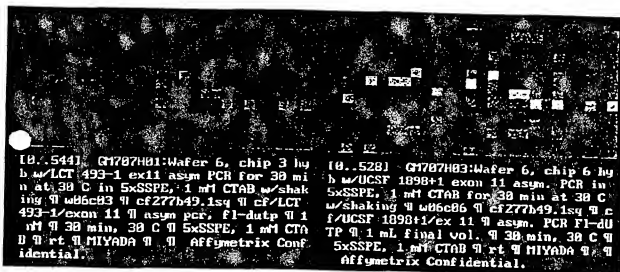 [0..544] GM707H01:Wafer 6, chip 3 hy
b w/LCT 493-1 ex11 asym PCR for 30 mi
n at 30 C in 5xSSPE, 1 mM CTAB w/shak
ing ¶ w06c03 ¶ cf277b49.1sq ¶ cf/LCT
493-1/exon 11 ¶ asym pcr, fl-dutp ¶ 1
nM ¶ 30 min, 30 C ¶ 5xSSPE, 1 mM CTA
B ¶ rt ¶ MIYADA ¶ ¶ Affymetrix Conf
idential.
[0..528] GM707H03:Wafer 6, chip 6 hy
b w/UCSF 1898+1 exon 11 asym. PCR in
5xSSPE, 1 mM CTAB for 30 min at 30 C
w/shaking ¶ w06c06 ¶ cf277b49.1sq ¶ c
f/UCSF 1898+1/ex 11 ¶ asym. PCR Fl-dU
TP ¶ 1 mL final vol. ¶ 30 min, 30 C ¶
5xSSPE, 1 mM CTAB ¶ rt ¶ MIYADA ¶ ¶
Affymetrix Confidential.